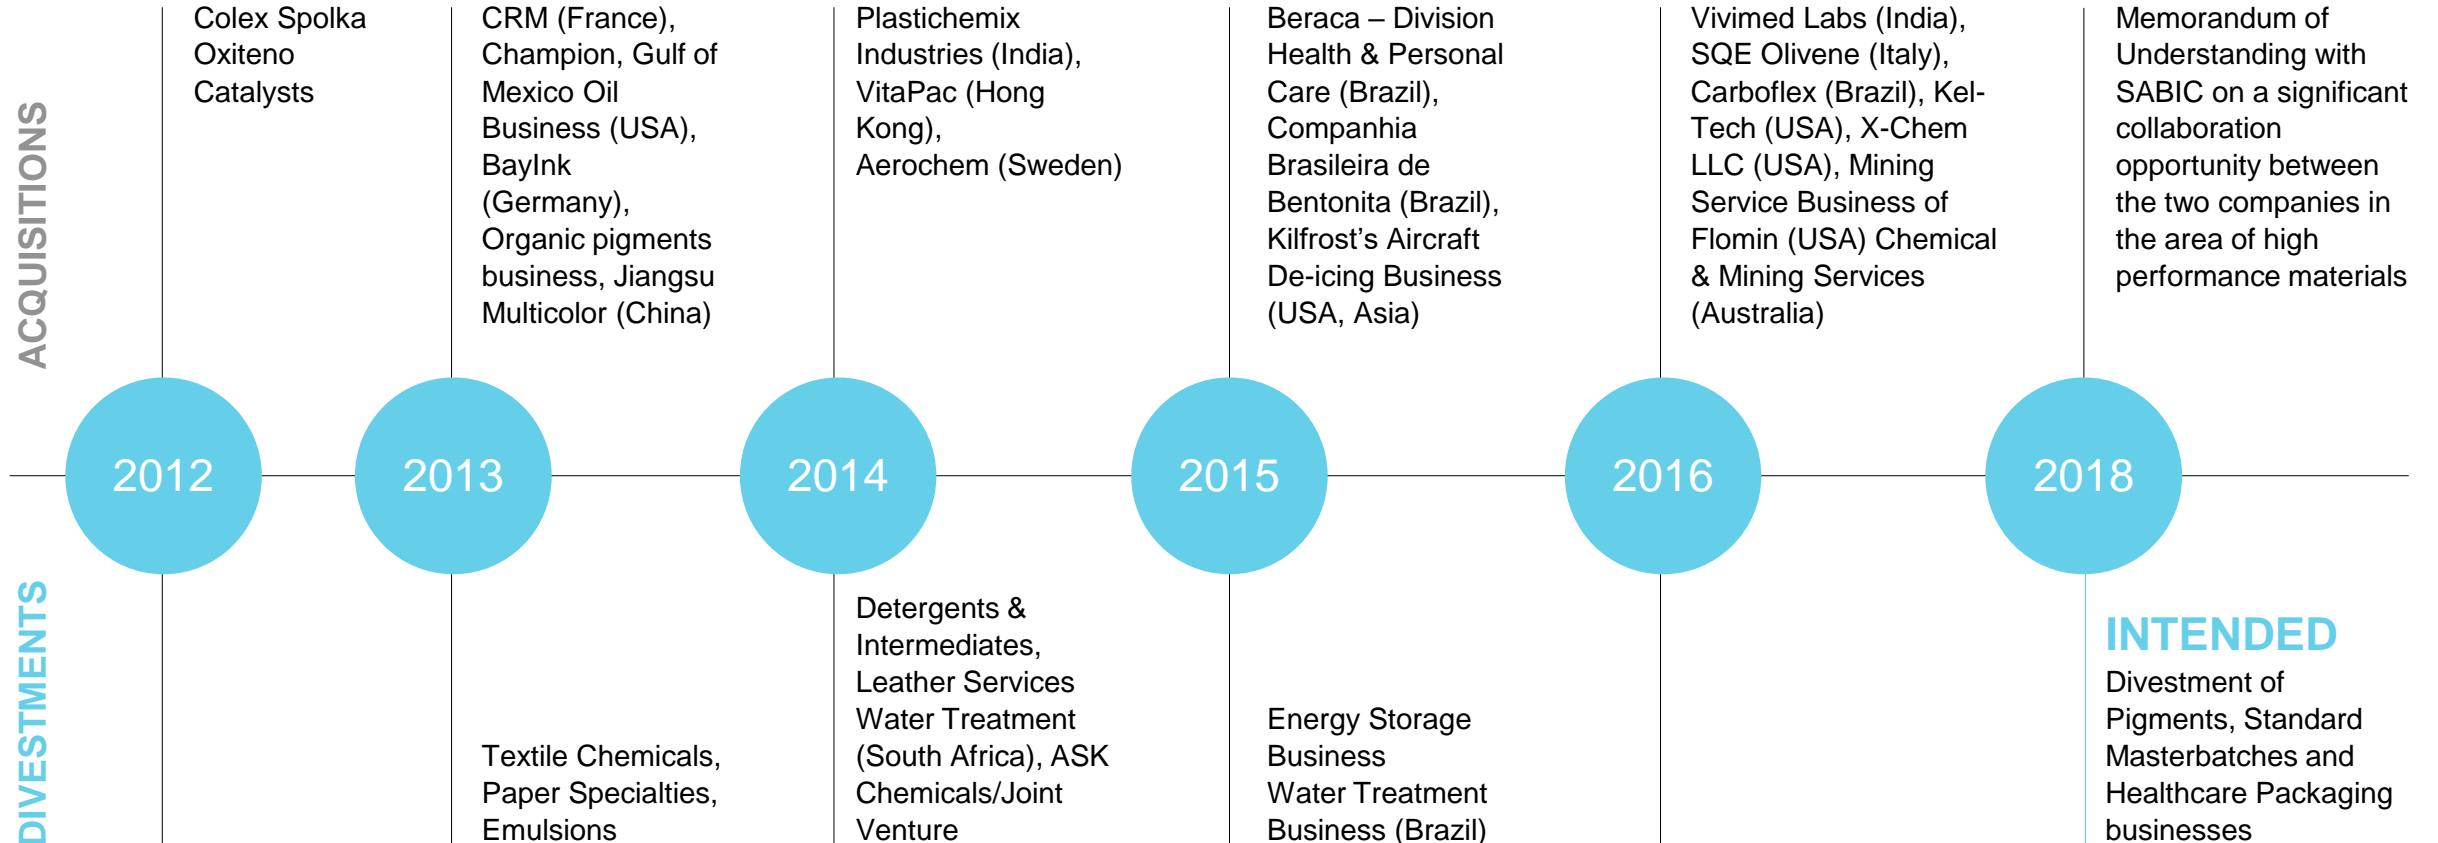 ACQUISITIONS
Colex Spolka
Oxiteno
Catalysts
CRM (France),
Champion, Gulf of
Mexico Oil
Business (USA),
BayInk
(Germany),
Organic pigments
business, Jiangsu
Multicolor (China)
Plastichemix
Industries (India),
VitaPac (Hong
Kong),
Aerochem (Sweden)
Beraca – Division
Health & Personal
Care (Brazil),
Companhia
Brasileira de
Bentonita (Brazil),
Kilfrost’s Aircraft
De-icing Business
(USA, Asia)
Vivimed Labs (India),
SQE Olivene (Italy),
Carboflex (Brazil), Kel-
Tech (USA), X-Chem
LLC (USA), Mining
Service Business of
Flomin (USA) Chemical
& Mining Services
(Australia)
Memorandum of
Understanding with
SABIC on a significant
collaboration
opportunity between
the two companies in
the area of high
performance materials
2012
2013
2014
2015
2016
2018
DIVESTMENTS
Textile Chemicals,
Paper Specialties,
Emulsions
Detergents &
Intermediates,
Leather Services
Water Treatment
(South Africa), ASK
Chemicals/Joint
Venture
Energy Storage
Business
Water Treatment
Business (Brazil)
INTENDED
Divestment of
Pigments, Standard
Masterbatches and
Healthcare Packaging
businesses